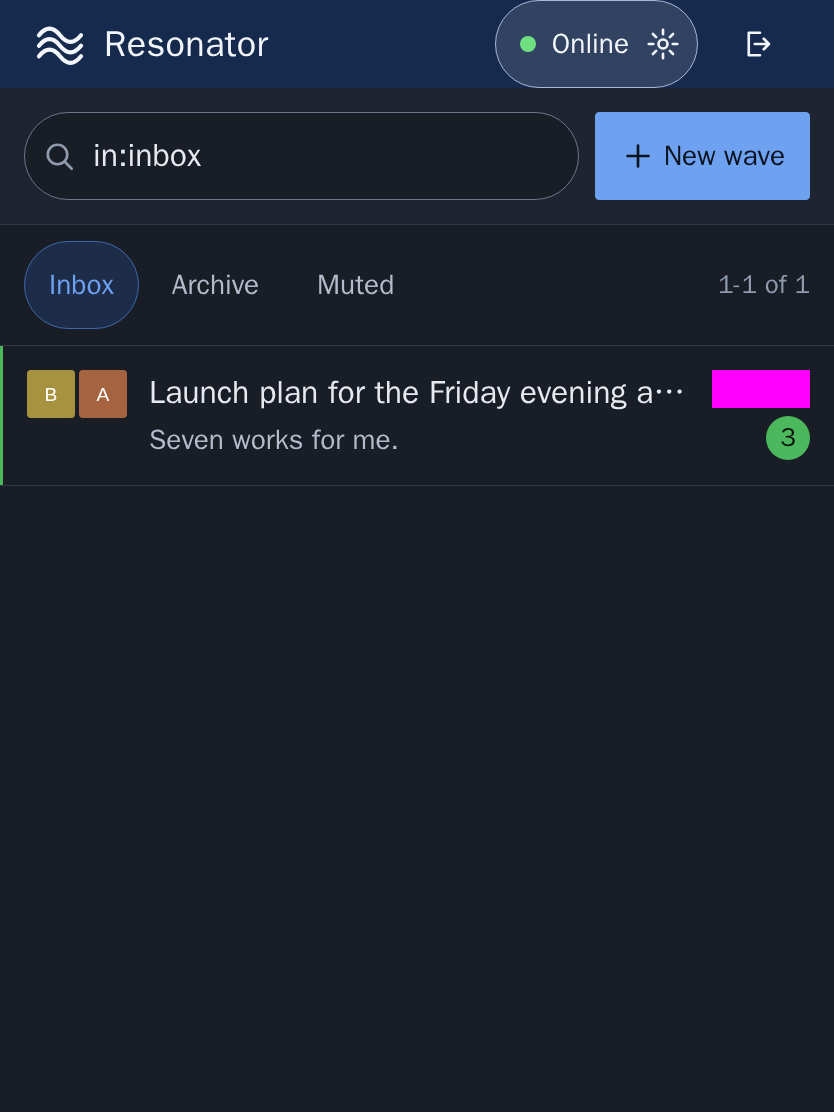 Resonator
Online
in:inbox
New wave
Inbox
Archive
Muted
1-1 of 1
B
A
Launch plan for the Friday evening a···
Seven works for me.
3